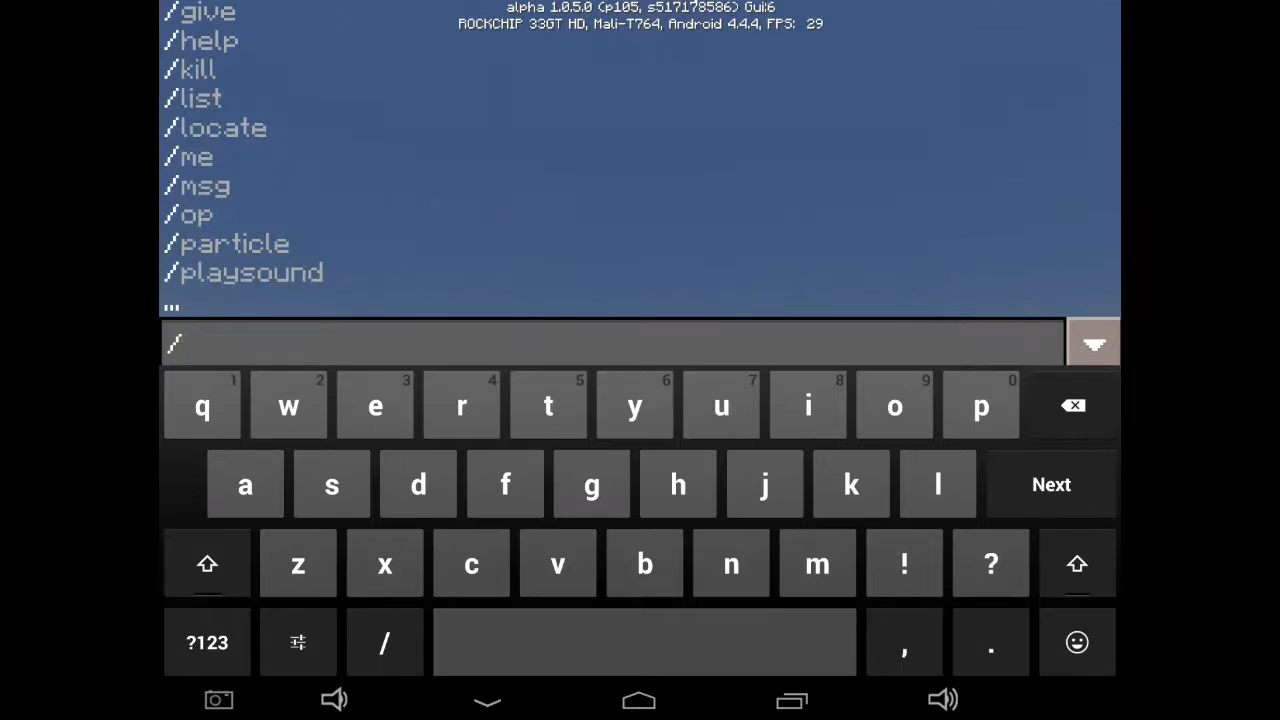 alpha 1.0.5.0 (p105, s517178586) Gui:6
ROCKCHIP 33GT HD, Mali-T764, Android 4.4.4, FPS: 29
/give
/help
/kill
/list
/locate
/me
/msg
/op
/particle
/playsound
...
/
1 2 3 4 5 6 7 8 9 0
q w e r t y u i o p
a s d f g h j k l Next
z x c v b n m ! ?
?123 / , .